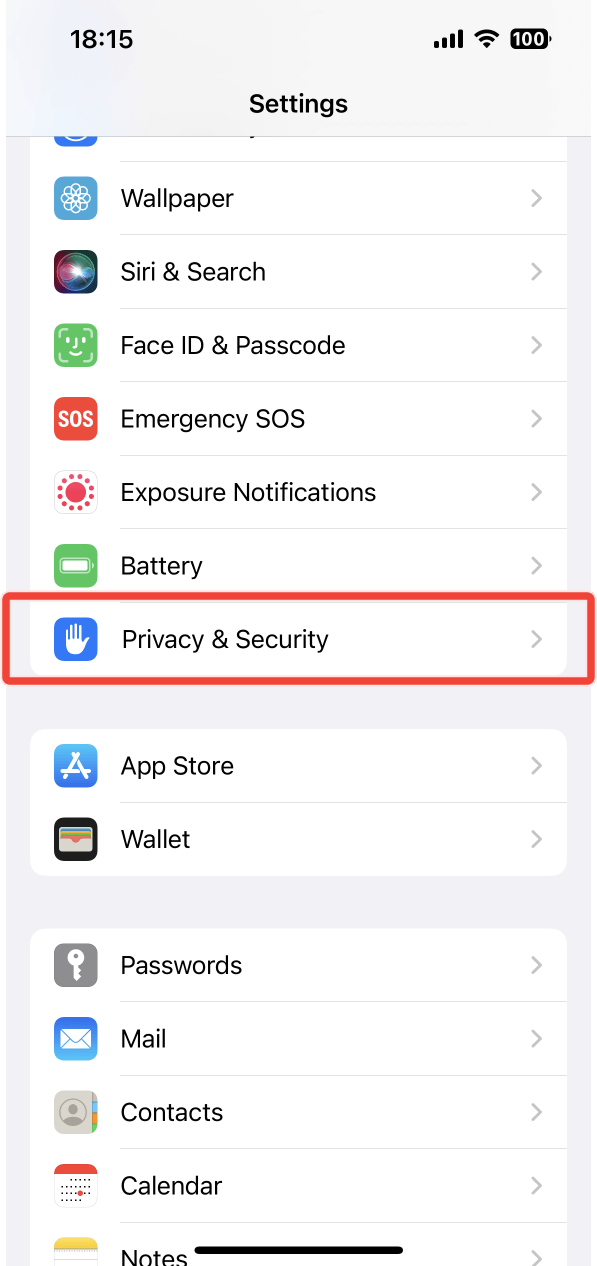 18:15
100
Settings
Wallpaper
Siri & Search
Face ID & Passcode
SOS
Emergency SOS
Exposure Notifications
Battery
Privacy & Security
App Store
Wallet
Passwords
Mail
Contacts
Calendar
Notes